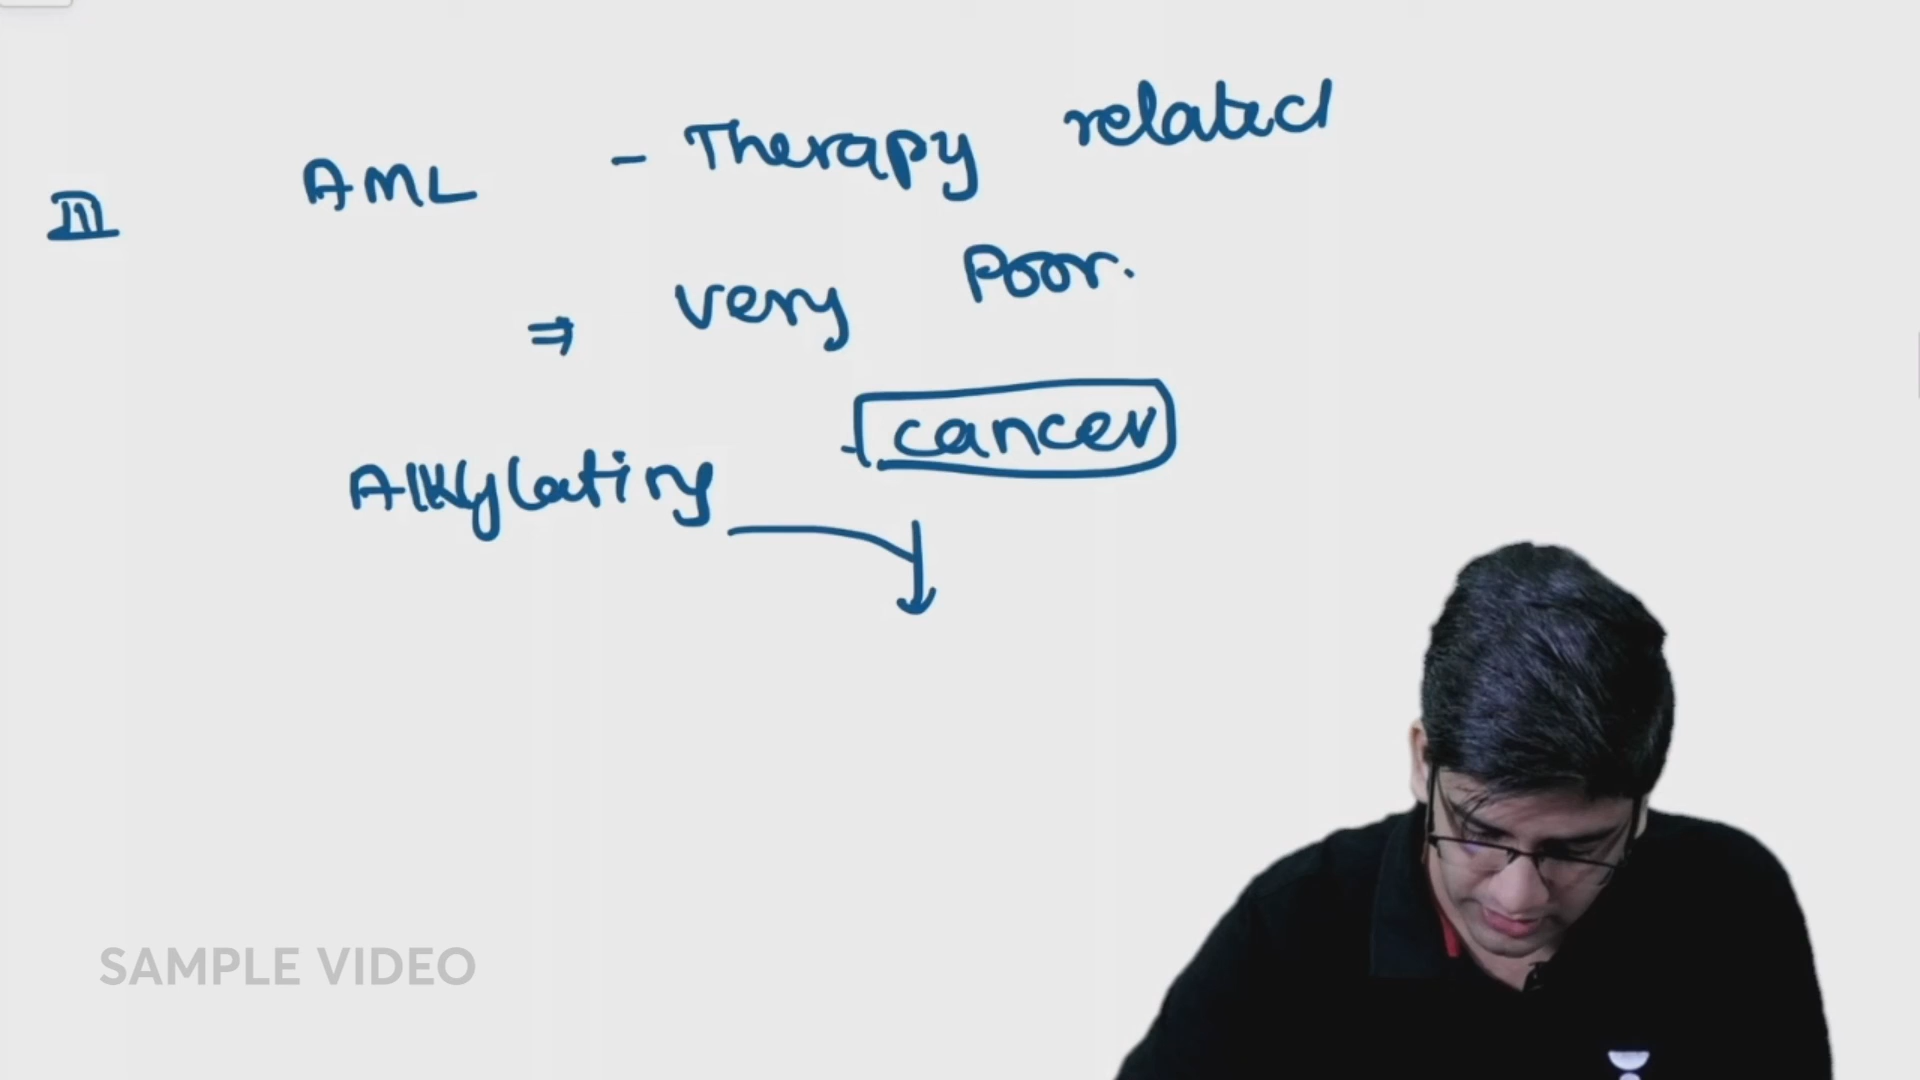 III AML - Therapy related
⇒ very Poor.
cancer
Alkylating
SAMPLE VIDEO